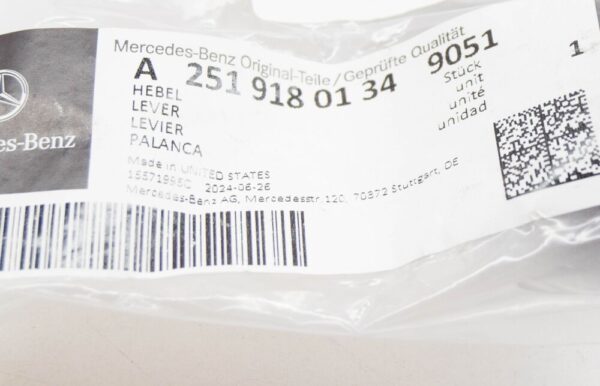 Mercedes-Benz Original-Teile / Geprüfte Qualität
A 251 918 01 34 9051
HEBEL
LEVER
LEVIER
PALANCA
Stück 1
unit
unité
unidad
Made in UNITED STATES
2024-06-26
Mercedes-Benz AG, Mercedesstr.120, 70372 Stuttgart, DE
es-Benz